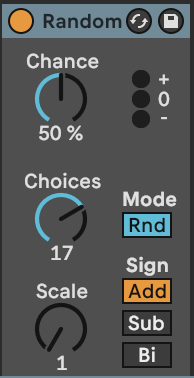 Random
Chance
+
0
-
50 %
Choices
17
Mode
Rnd
Sign
Scale
Add
Sub
1
Bi